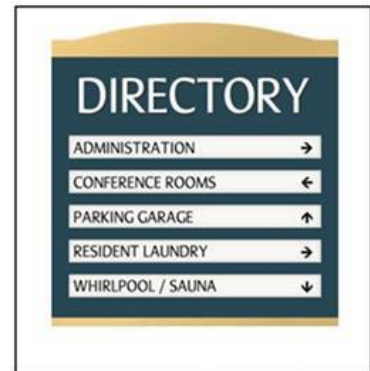 DIRECTORY
ADMINISTRATION →
CONFERENCE ROOMS ←
PARKING GARAGE ↑
RESIDENT LAUNDRY →
WHIRLPOOL / SAUNA ↓